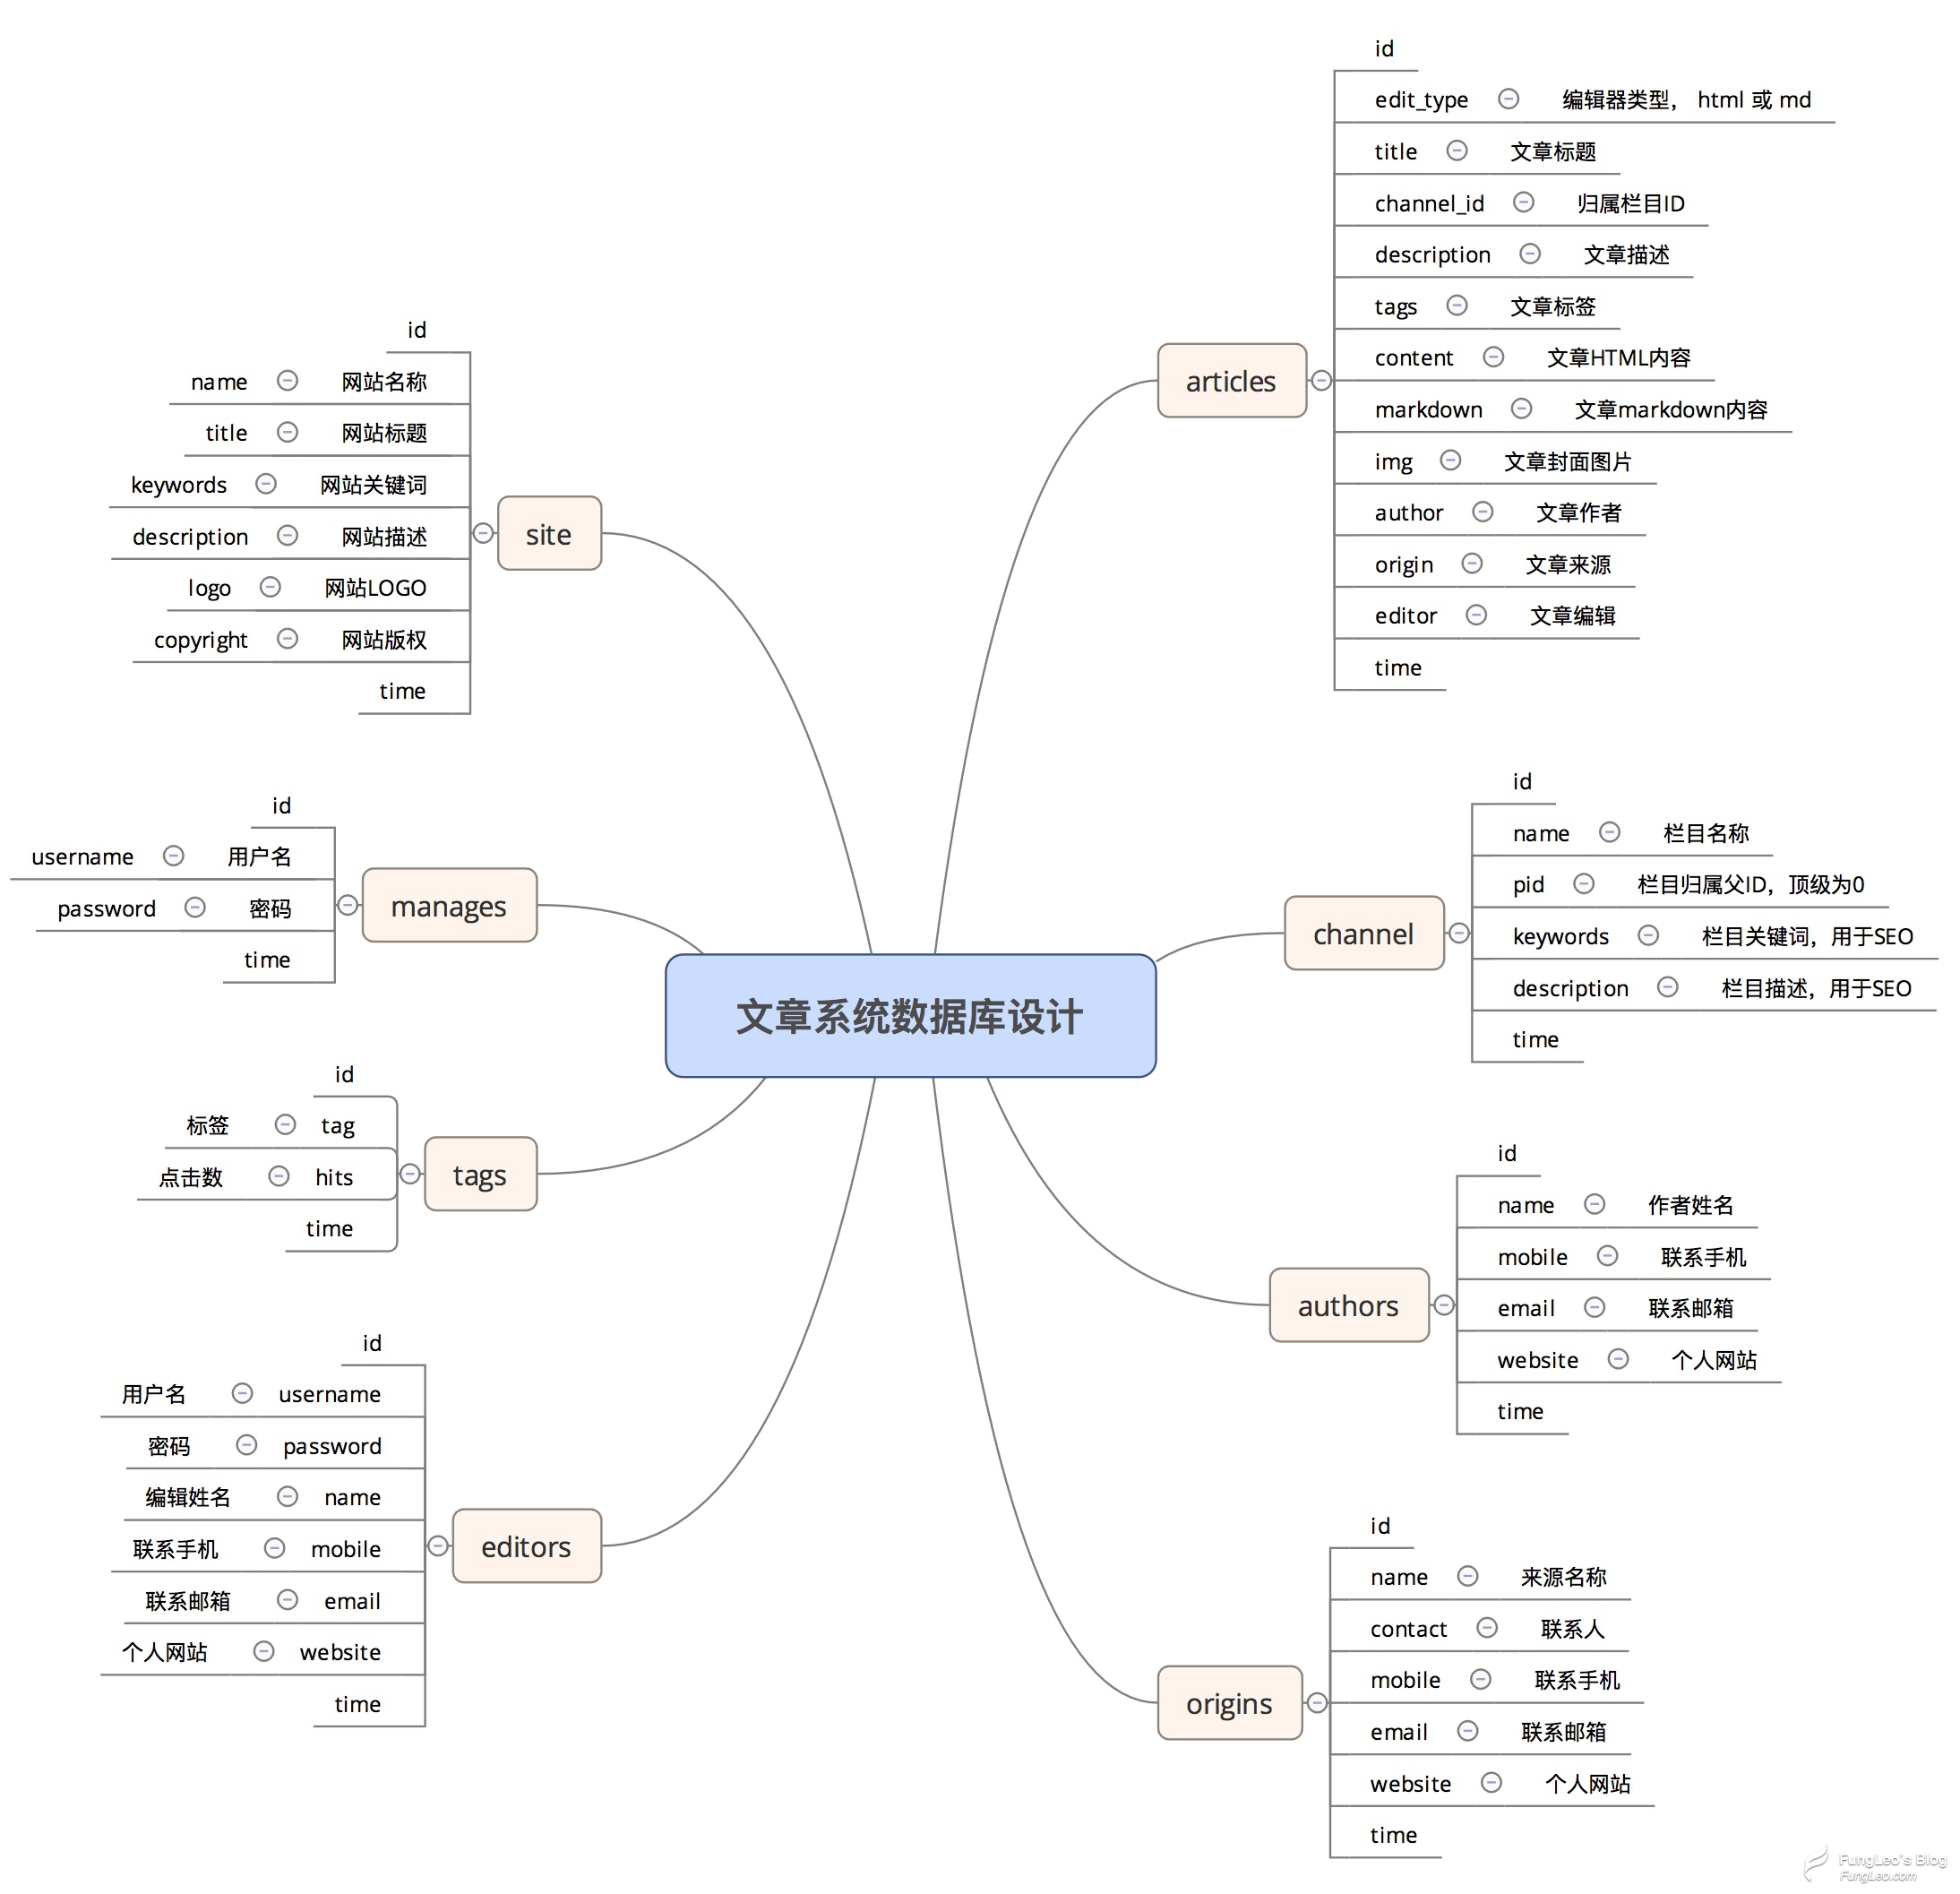 文章系统数据库设计
articles
id
edit_type 编辑器类型， html 或 md
title 文章标题
channel_id 归属栏目ID
description 文章描述
tags 文章标签
content 文章HTML内容
markdown 文章markdown内容
img 文章封面图片
author 文章作者
origin 文章来源
editor 文章编辑
time
channel
id
name 栏目名称
pid 栏目归属父ID，顶级为0
keywords 栏目关键词，用于SEO
description 栏目描述，用于SEO
time
authors
id
name 作者姓名
mobile 联系手机
email 联系邮箱
website 个人网站
time
origins
id
name 来源名称
contact 联系人
mobile 联系手机
email 联系邮箱
website 个人网站
time
site
id
name 网站名称
title 网站标题
keywords 网站关键词
description 网站描述
logo 网站LOGO
copyright 网站版权
time
manages
id
username 用户名
password 密码
time
tags
id
标签 tag
点击数 hits
time
editors
id
用户名 username
密码 password
编辑姓名 name
联系手机 mobile
联系邮箱 email
个人网站 website
time
FungLeo's Blog
FungLeo.com